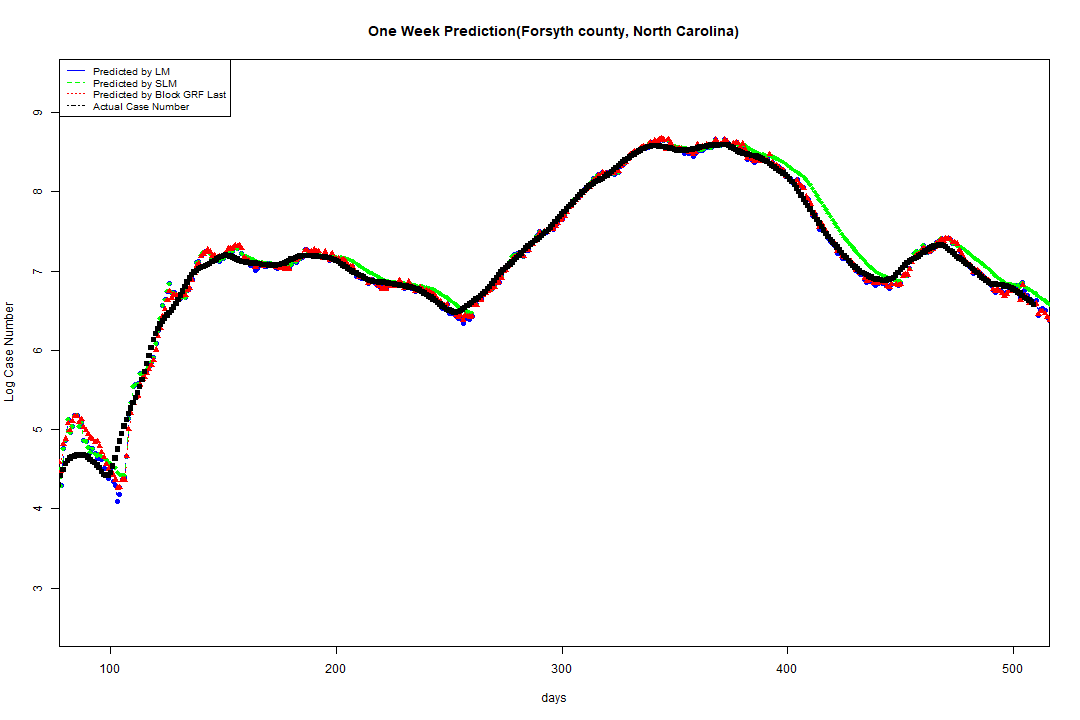 One Week Prediction(Forsyth county, North Carolina)
Predicted by LM
Predicted by SLM
Predicted by Block GRF Last
Actual Case Number
9
8
7
6
5
4
3
Log Case Number
100 200 300 400 500
days